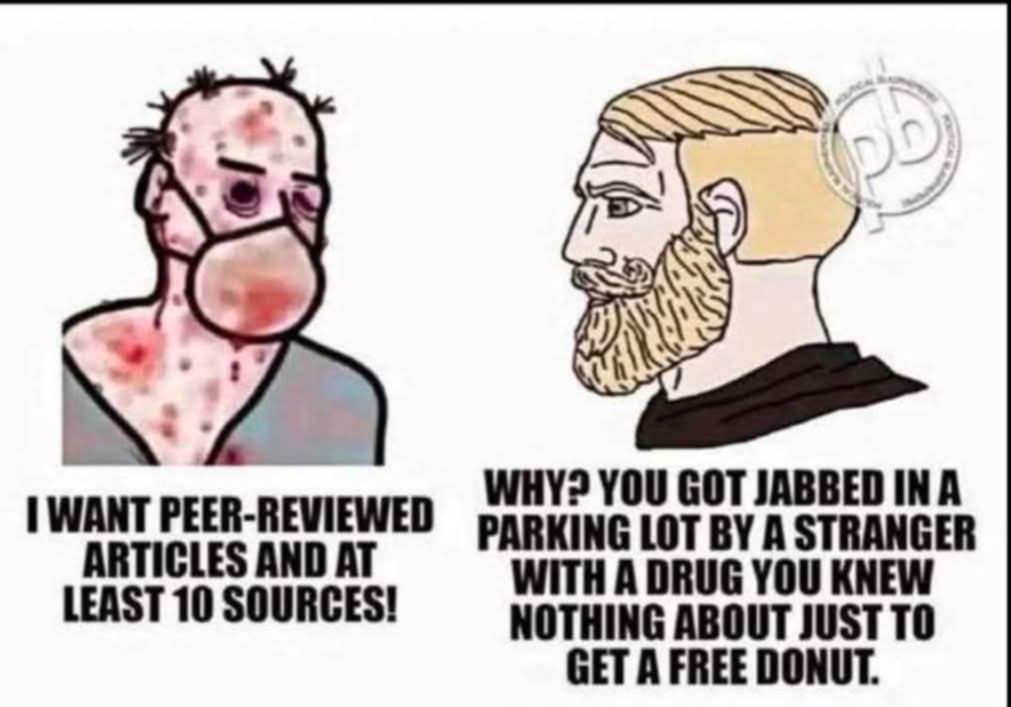 I WANT PEER-REVIEWED
ARTICLES AND AT
LEAST 10 SOURCES!
WHY? YOU GOT JABBED IN A
PARKING LOT BY A STRANGER
WITH A DRUG YOU KNEW
NOTHING ABOUT JUST TO
GET A FREE DONUT.
pb